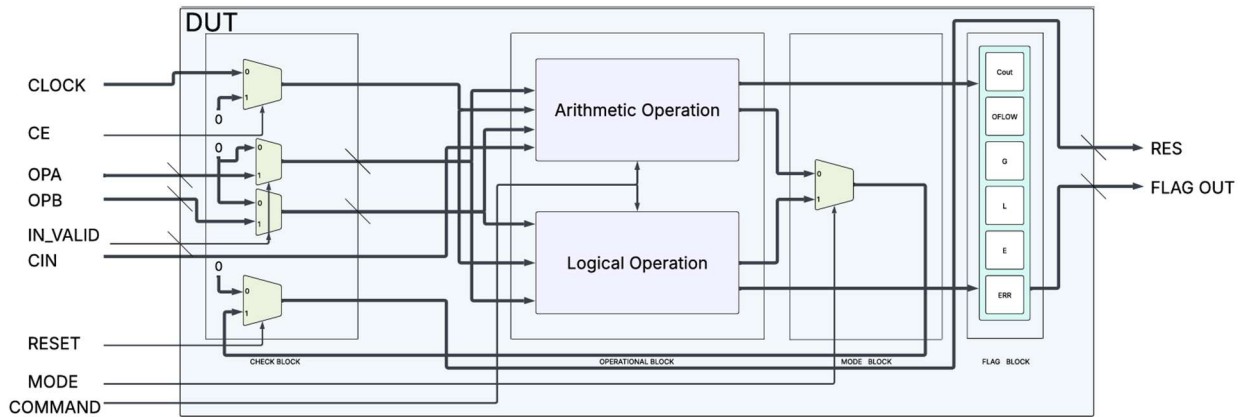 DUT
CLOCK
0
1
0
CE
0
0
1
OPA
OPB
0
1
IN_VALID
CIN
0
0
1
RESET
MODE
COMMAND
CHECK BLOCK
Arithmetic Operation
Logical Operation
OPERATIONAL BLOCK
0
1
MODE BLOCK
Cout
OFLOW
G
L
E
ERR
FLAG BLOCK
RES
FLAG OUT